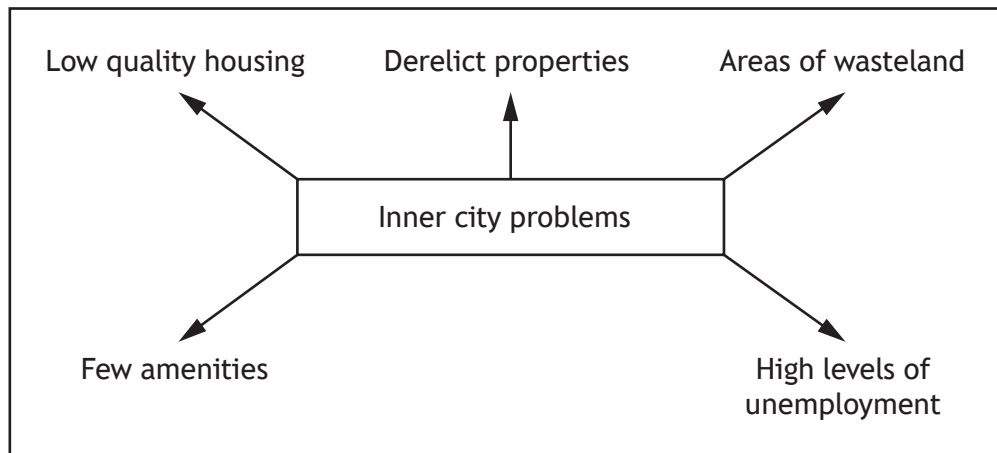 Low quality housing
Derelict properties
Areas of wasteland
Inner city problems
Few amenities
High levels of
unemployment